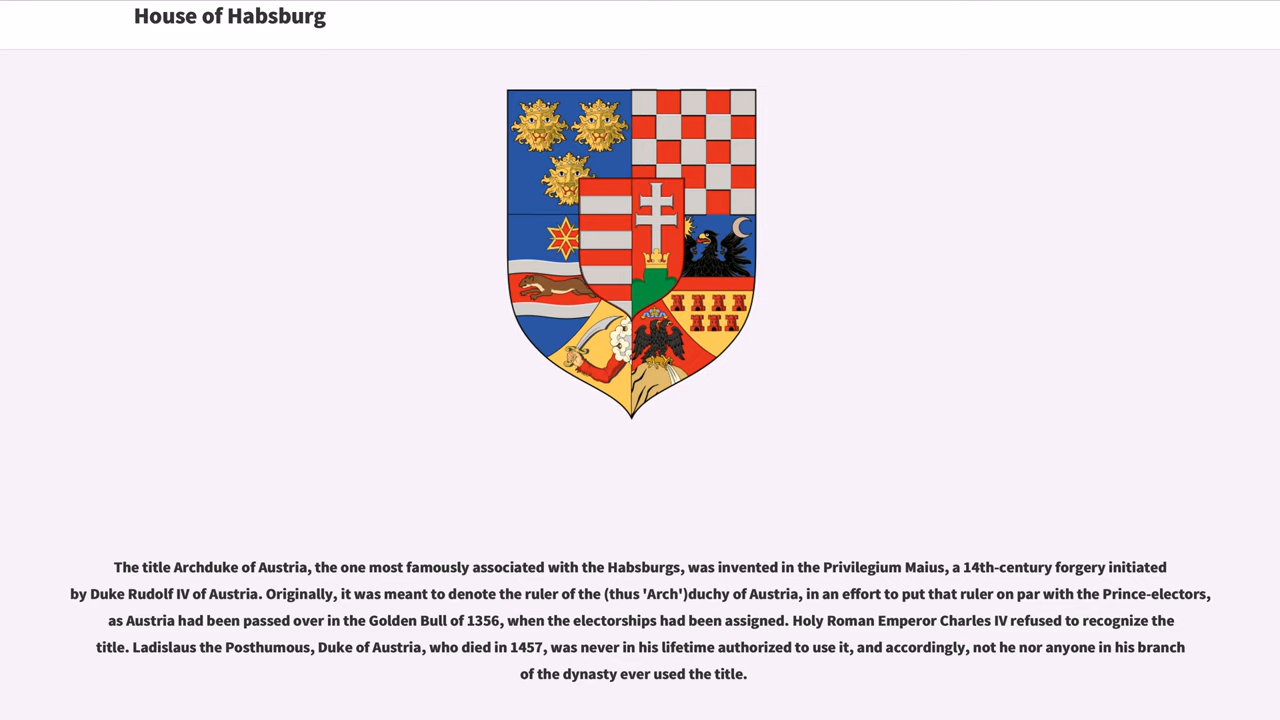 House of Habsburg
The title Archduke of Austria, the one most famously associated with the Habsburgs, was invented in the Privilegium Maius, a 14th-century forgery initiated
by Duke Rudolf IV of Austria. Originally, it was meant to denote the ruler of the (thus 'Arch')duchy of Austria, in an effort to put that ruler on par with the Prince-electors,
as Austria had been passed over in the Golden Bull of 1356, when the electorships had been assigned. Holy Roman Emperor Charles IV refused to recognize the
title. Ladislaus the Posthumous, Duke of Austria, who died in 1457, was never in his lifetime authorized to use it, and accordingly, not he nor anyone in his branch
of the dynasty ever used the title.